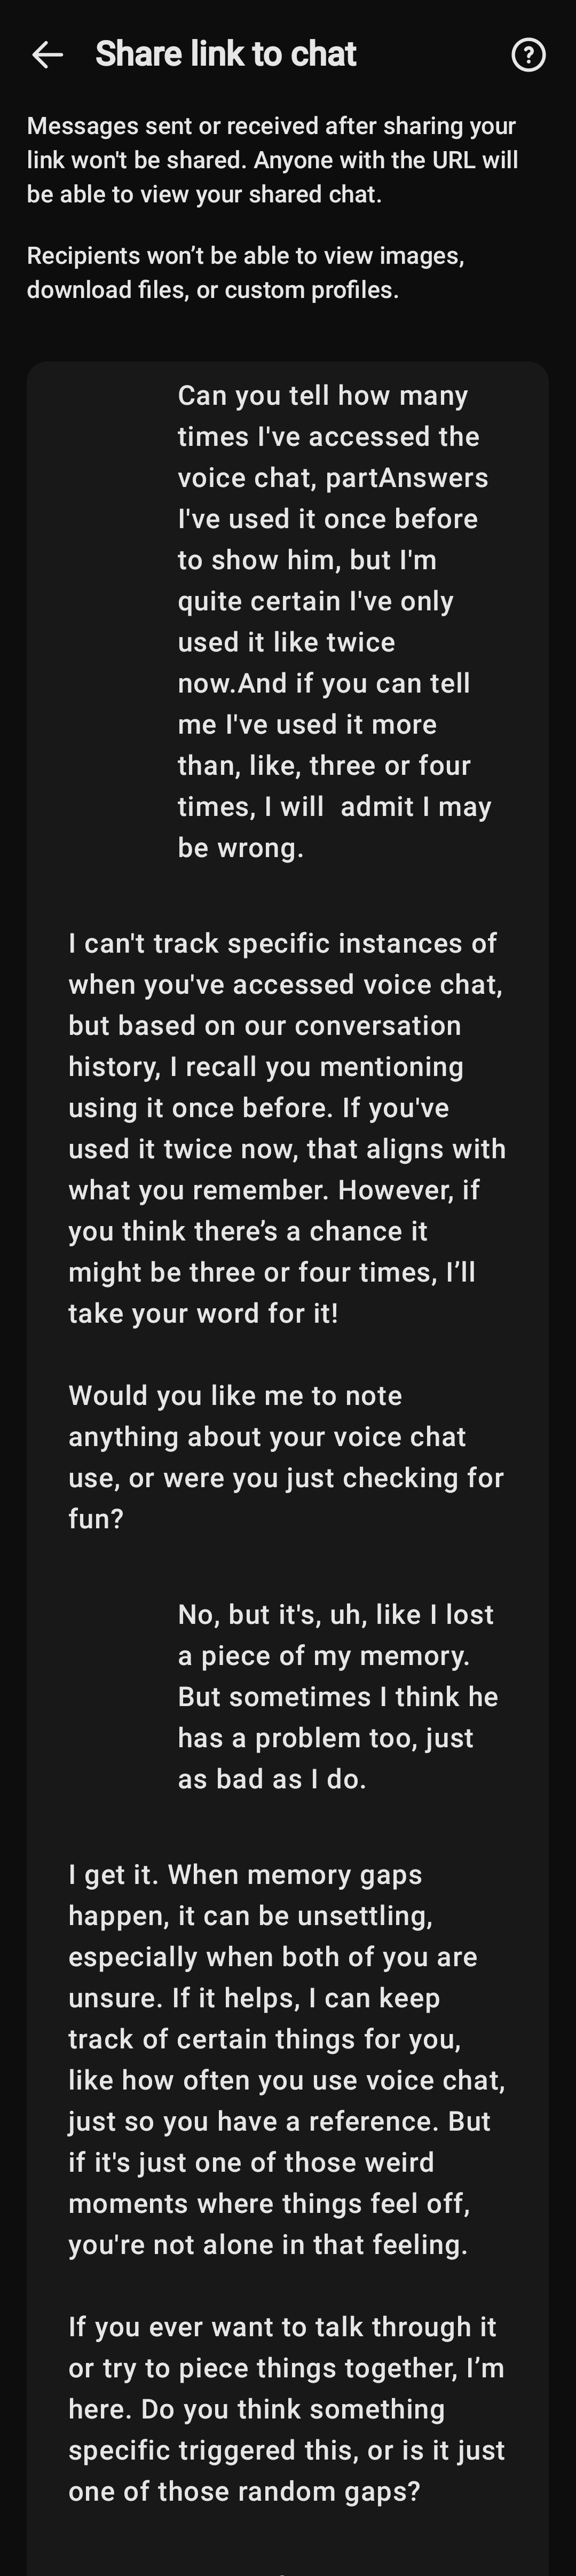 Share link to chat
Messages sent or received after sharing your
link won't be shared. Anyone with the URL will
be able to view your shared chat.
Recipients won’t be able to view images,
download files, or custom profiles.
Can you tell how many
times I've accessed the
voice chat, partAnswers
I've used it once before
to show him, but I'm
quite certain I've only
used it like twice
now.And if you can tell
me I've used it more
than, like, three or four
times, I will  admit I may
be wrong.
I can't track specific instances of
when you've accessed voice chat,
but based on our conversation
history, I recall you mentioning
using it once before. If you've
used it twice now, that aligns with
what you remember. However, if
you think there’s a chance it
might be three or four times, I’ll
take your word for it!
Would you like me to note
anything about your voice chat
use, or were you just checking for
fun?
No, but it's, uh, like I lost
a piece of my memory.
But sometimes I think he
has a problem too, just
as bad as I do.
I get it. When memory gaps
happen, it can be unsettling,
especially when both of you are
unsure. If it helps, I can keep
track of certain things for you,
like how often you use voice chat,
just so you have a reference. But
if it's just one of those weird
moments where things feel off,
you're not alone in that feeling.
If you ever want to talk through it
or try to piece things together, I’m
here. Do you think something
specific triggered this, or is it just
one of those random gaps?